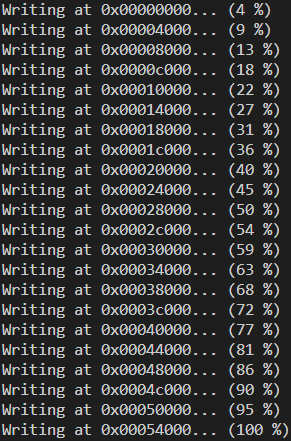 Writing at 0x00000000... (4 %)
Writing at 0x00004000... (9 %)
Writing at 0x00008000... (13 %)
Writing at 0x0000c000... (18 %)
Writing at 0x00010000... (22 %)
Writing at 0x00014000... (27 %)
Writing at 0x00018000... (31 %)
Writing at 0x0001c000... (36 %)
Writing at 0x00020000... (40 %)
Writing at 0x00024000... (45 %)
Writing at 0x00028000... (50 %)
Writing at 0x0002c000... (54 %)
Writing at 0x00030000... (59 %)
Writing at 0x00034000... (63 %)
Writing at 0x00038000... (68 %)
Writing at 0x0003c000... (72 %)
Writing at 0x00040000... (77 %)
Writing at 0x00044000... (81 %)
Writing at 0x00048000... (86 %)
Writing at 0x0004c000... (90 %)
Writing at 0x00050000... (95 %)
Writing at 0x00054000... (100 %)